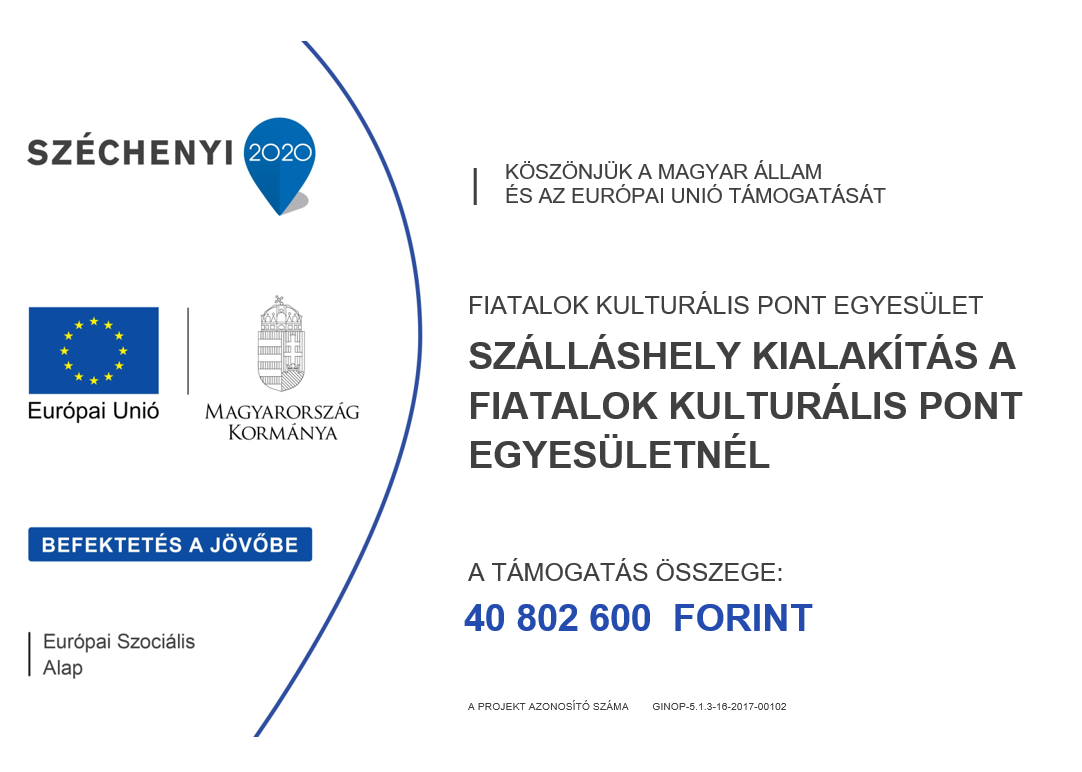 SZÉCHENYI 2020
Európai Unió
MAGYARORSZÁG
KORMÁNYA
BEFEKTETÉS A JÖVŐBE
Európai Szociális
Alap
KÖSZÖNJÜK A MAGYAR ÁLLAM
ÉS AZ EURÓPAI UNIÓ TÁMOGATÁSÁT
FIATALOK KULTURÁLIS PONT EGYESÜLET
SZÁLLÁSHELY KIALAKÍTÁS A
FIATALOK KULTURÁLIS PONT
EGYESÜLETNÉL
A TÁMOGATÁS ÖSSZEGE:
40 802 600 FORINT
A PROJEKT AZONOSÍTÓ SZÁMA GINOP-5.1.3-16-2017-00102